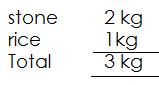 stone 2 kg
rice 1kg
Total 3 kg